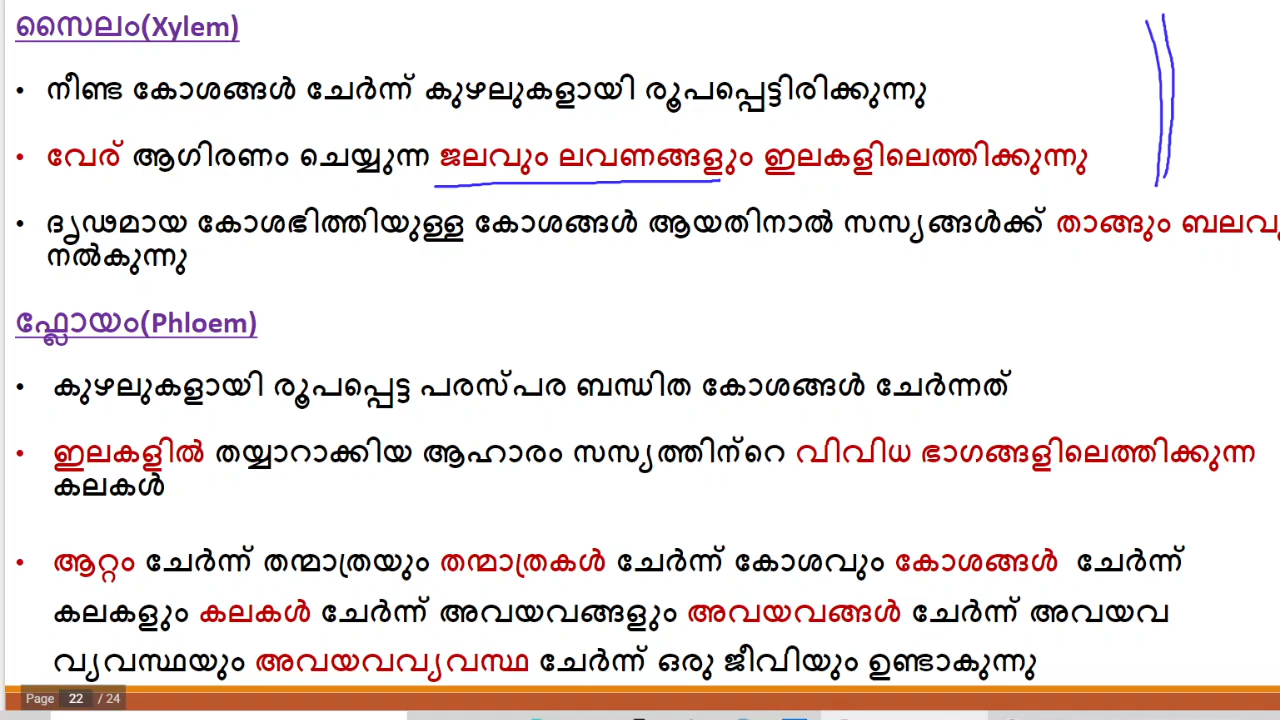 സൈലം(Xylem)
• നീണ്ട കോശങ്ങൾ ചേർന്ന് കുഴലുകളായി രൂപപ്പെട്ടിരിക്കുന്നു
• വേര് ആഗിരണം ചെയ്യുന്ന ജലവും ലവണങ്ങളും ഇലകളിലെത്തിക്കുന്നു
• ദൃഢമായ കോശഭിത്തിയുള്ള കോശങ്ങൾ ആയതിനാൽ സസ്യങ്ങൾക്ക് താങ്ങും
നൽകുന്നു
ഫ്ലോയം(Phloem)
• കുഴലുകളായി രൂപപ്പെട്ട പരസ്പര ബന്ധിത കോശങ്ങൾ ചേർന്നത്
• ഇലകളിൽ തയ്യാറാക്കിയ ആഹാരം സസ്യത്തിന്റെ വിവിധ ഭാഗങ്ങളിലെത്തിക്കുന്ന
കലകൾ
• ആറ്റം ചേർന്ന് തന്മാത്രയും തന്മാത്രകൾ ചേർന്ന് കോശവും കോശങ്ങൾ ചേർന്ന്
കലകളും കലകൾ ചേർന്ന് അവയവങ്ങളും അവയവങ്ങൾ ചേർന്ന് അവയവ
വ്യവസ്ഥയും അവയവവ്യവസ്ഥ ചേർന്ന് ഒരു ജീവിയും ഉണ്ടാകുന്നു
Page 22 / 24